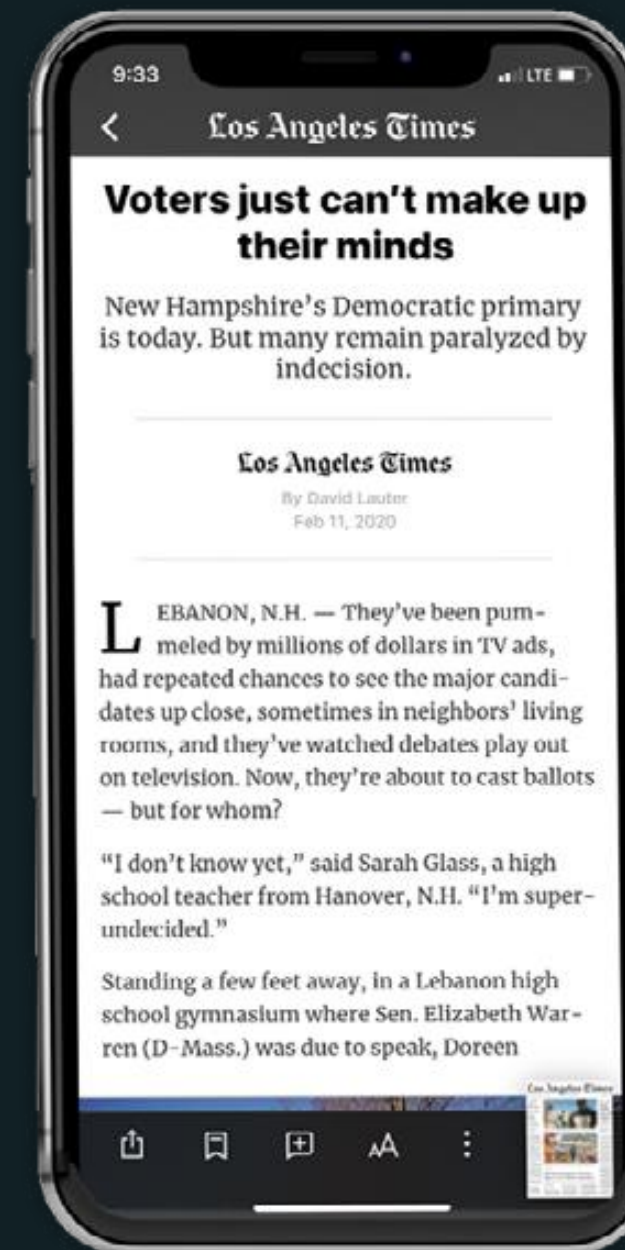 9:33
LTE
Los Angeles Times
Voters just can't make up
their minds
New Hampshire's Democratic primary
is today. But many remain paralyzed by
indecision.
Los Angeles Times
By David Lauter
Feb 11, 2020
LEBANON, N.H. — They've been pum-
meled by millions of dollars in TV ads,
had repeated chances to see the major candi-
dates up close, sometimes in neighbors' living
rooms, and they've watched debates play out
on television. Now, they're about to cast ballots
— but for whom?
“I don't know yet,” said Sarah Glass, a high
school teacher from Hanover, N.H. “I'm super-
undecided.”
Standing a few feet away, in a Lebanon high
school gymnasium where Sen. Elizabeth War-
ren (D-Mass.) was due to speak, Doreen
AA
Los Angeles Times